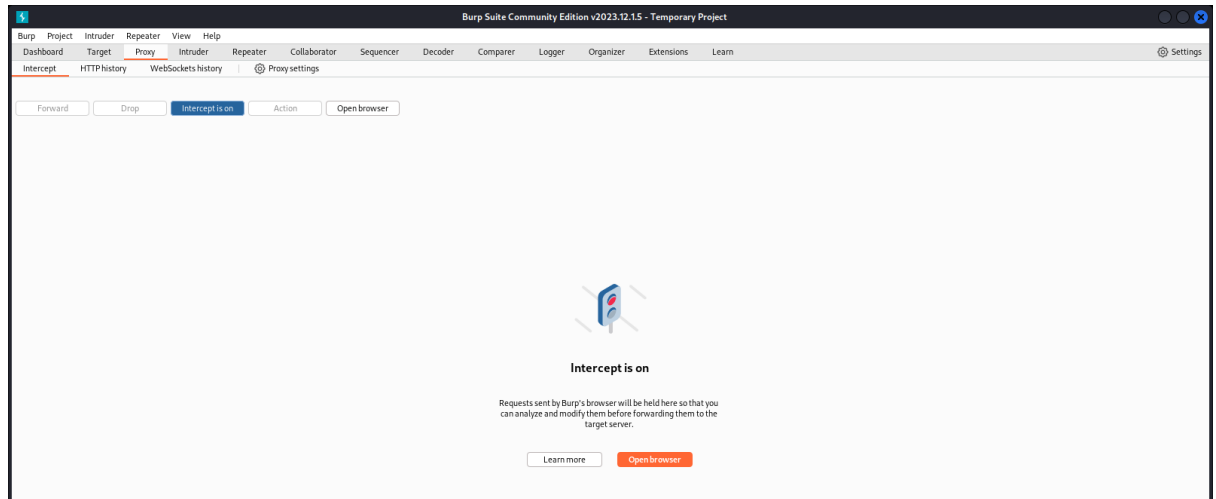 Burp Suite Community Edition v2023.12.1.5 - Temporary Project
Burp Project Intruder Repeater View Help
Dashboard Target Proxy Intruder Repeater Collaborator Sequencer Decoder Comparer Logger Organizer Extensions Learn Settings
Intercept HTTP history WebSockets history Proxy settings
Forward Drop Intercept is on Action Open browser
Intercept is on
Requests sent by Burp's browser will be held here so that you
can analyze and modify them before forwarding them to the
target server.
Learn more Open browser